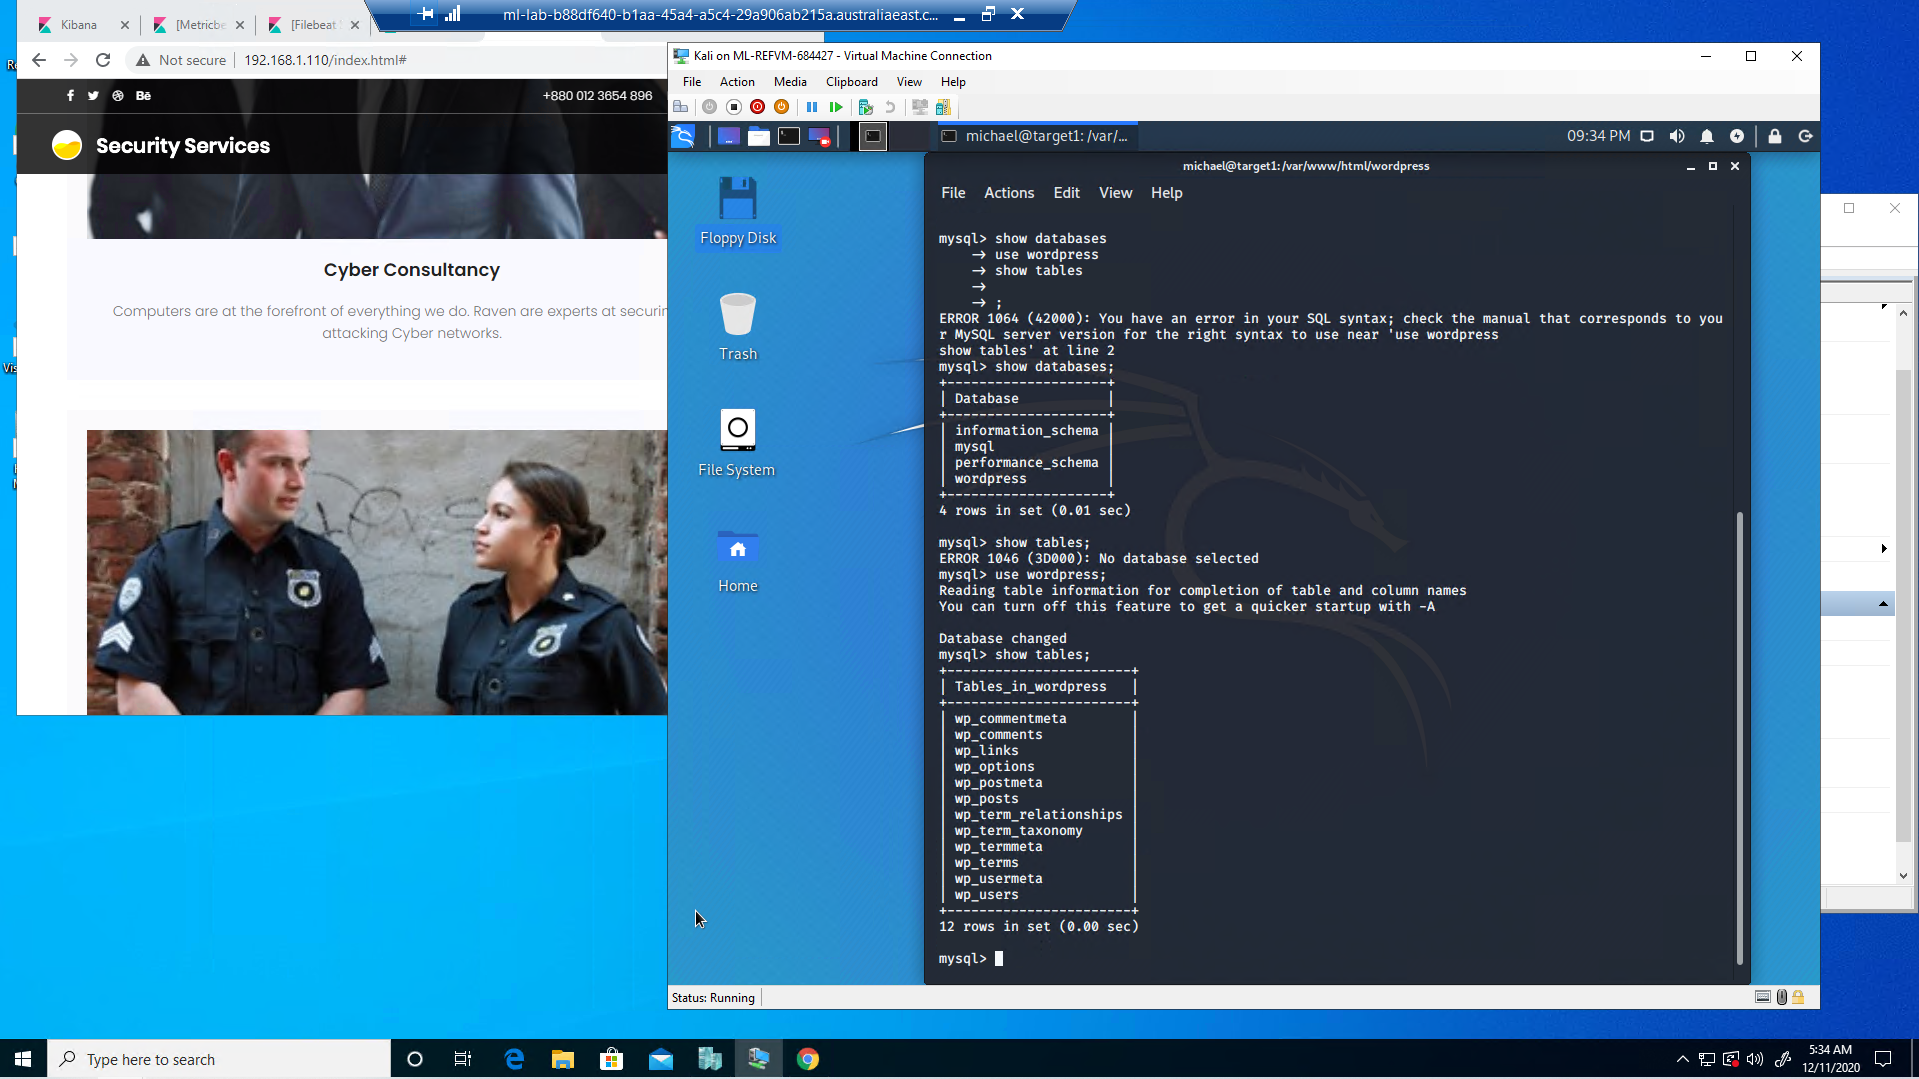 Kibana
[Metricbe
[Filebeat
ml-lab-b88df640-b1aa-45a4-a5c4-29a906ab215a.australiaeast.c...
Not secure
192.168.1.110/index.html#
+880 012 3654 896
Security Services
Cyber Consultancy
Computers are at the forefront of everything we do. Raven are experts at securin
attacking Cyber networks.
Kali on ML-REFVM-684427 - Virtual Machine Connection
File Action Media Clipboard View Help
michael@target1: /var/...
09:34 PM
Floppy Disk
Trash
File System
Home
michael@target1: /var/www/html/wordpress
File Actions Edit View Help
mysql> show databases
    → use wordpress
    → show tables
    →
    → ;
ERROR 1064 (42000): You have an error in your SQL syntax; check the manual that corresponds to you
r MySQL server version for the right syntax to use near 'use wordpress
show tables' at line 2
mysql> show databases;
+--------------------+
| Database           |
+--------------------+
| information_schema |
| mysql              |
| performance_schema |
| wordpress          |
+--------------------+
4 rows in set (0.01 sec)
mysql> show tables;
ERROR 1046 (3D000): No database selected
mysql> use wordpress;
Reading table information for completion of table and column names
You can turn off this feature to get a quicker startup with -A
Database changed
mysql> show tables;
+-----------------------+
| Tables_in_wordpress   |
+-----------------------+
| wp_commentmeta        |
| wp_comments           |
| wp_links              |
| wp_options            |
| wp_postmeta           |
| wp_posts              |
| wp_term_relationships |
| wp_term_taxonomy      |
| wp_termmeta           |
| wp_terms              |
| wp_usermeta           |
| wp_users              |
+-----------------------+
12 rows in set (0.00 sec)
mysql>
Status: Running
Type here to search
5:34 AM
12/11/2020